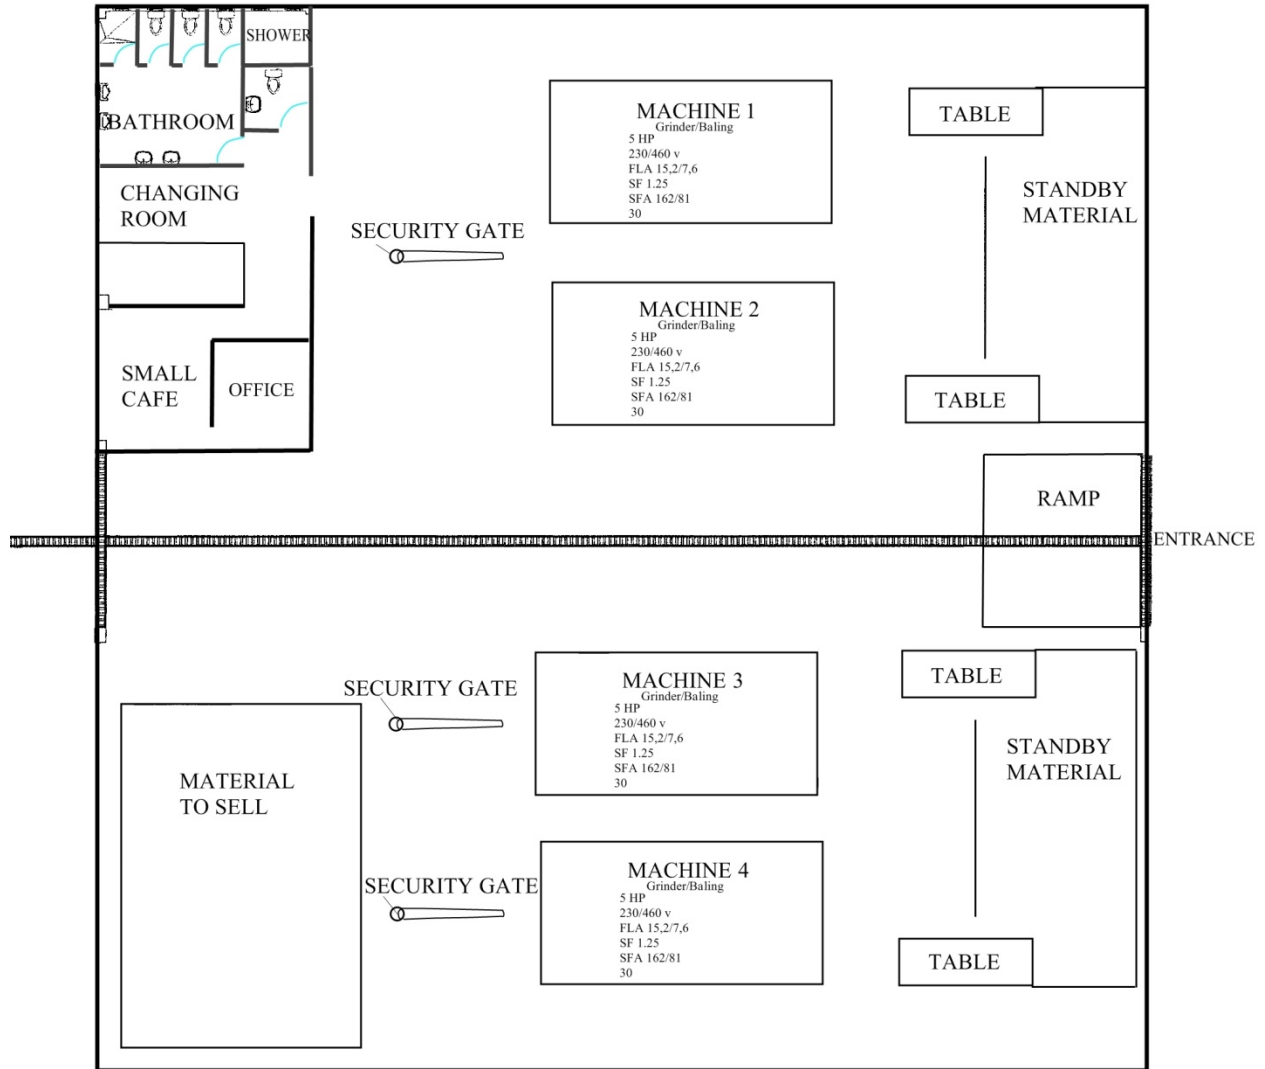 SHOWER
BATHROOM
CHANGING
ROOM
SMALL
CAFE
OFFICE
SECURITY GATE
MACHINE 1
Grinder/Baling
5 HP
230/460 v
FLA 15,2/7,6
SF 1.25
SFA 162/81
30
MACHINE 2
Grinder/Baling
5 HP
230/460 v
FLA 15,2/7,6
SF 1.25
SFA 162/81
30
TABLE
STANDBY
MATERIAL
TABLE
RAMP
ENTRANCE
SECURITY GATE
MATERIAL
TO SELL
SECURITY GATE
MACHINE 3
Grinder/Baling
5 HP
230/460 v
FLA 15,2/7,6
SF 1.25
SFA 162/81
30
MACHINE 4
Grinder/Baling
5 HP
230/460 v
FLA 15,2/7,6
SF 1.25
SFA 162/81
30
TABLE
STANDBY
MATERIAL
TABLE